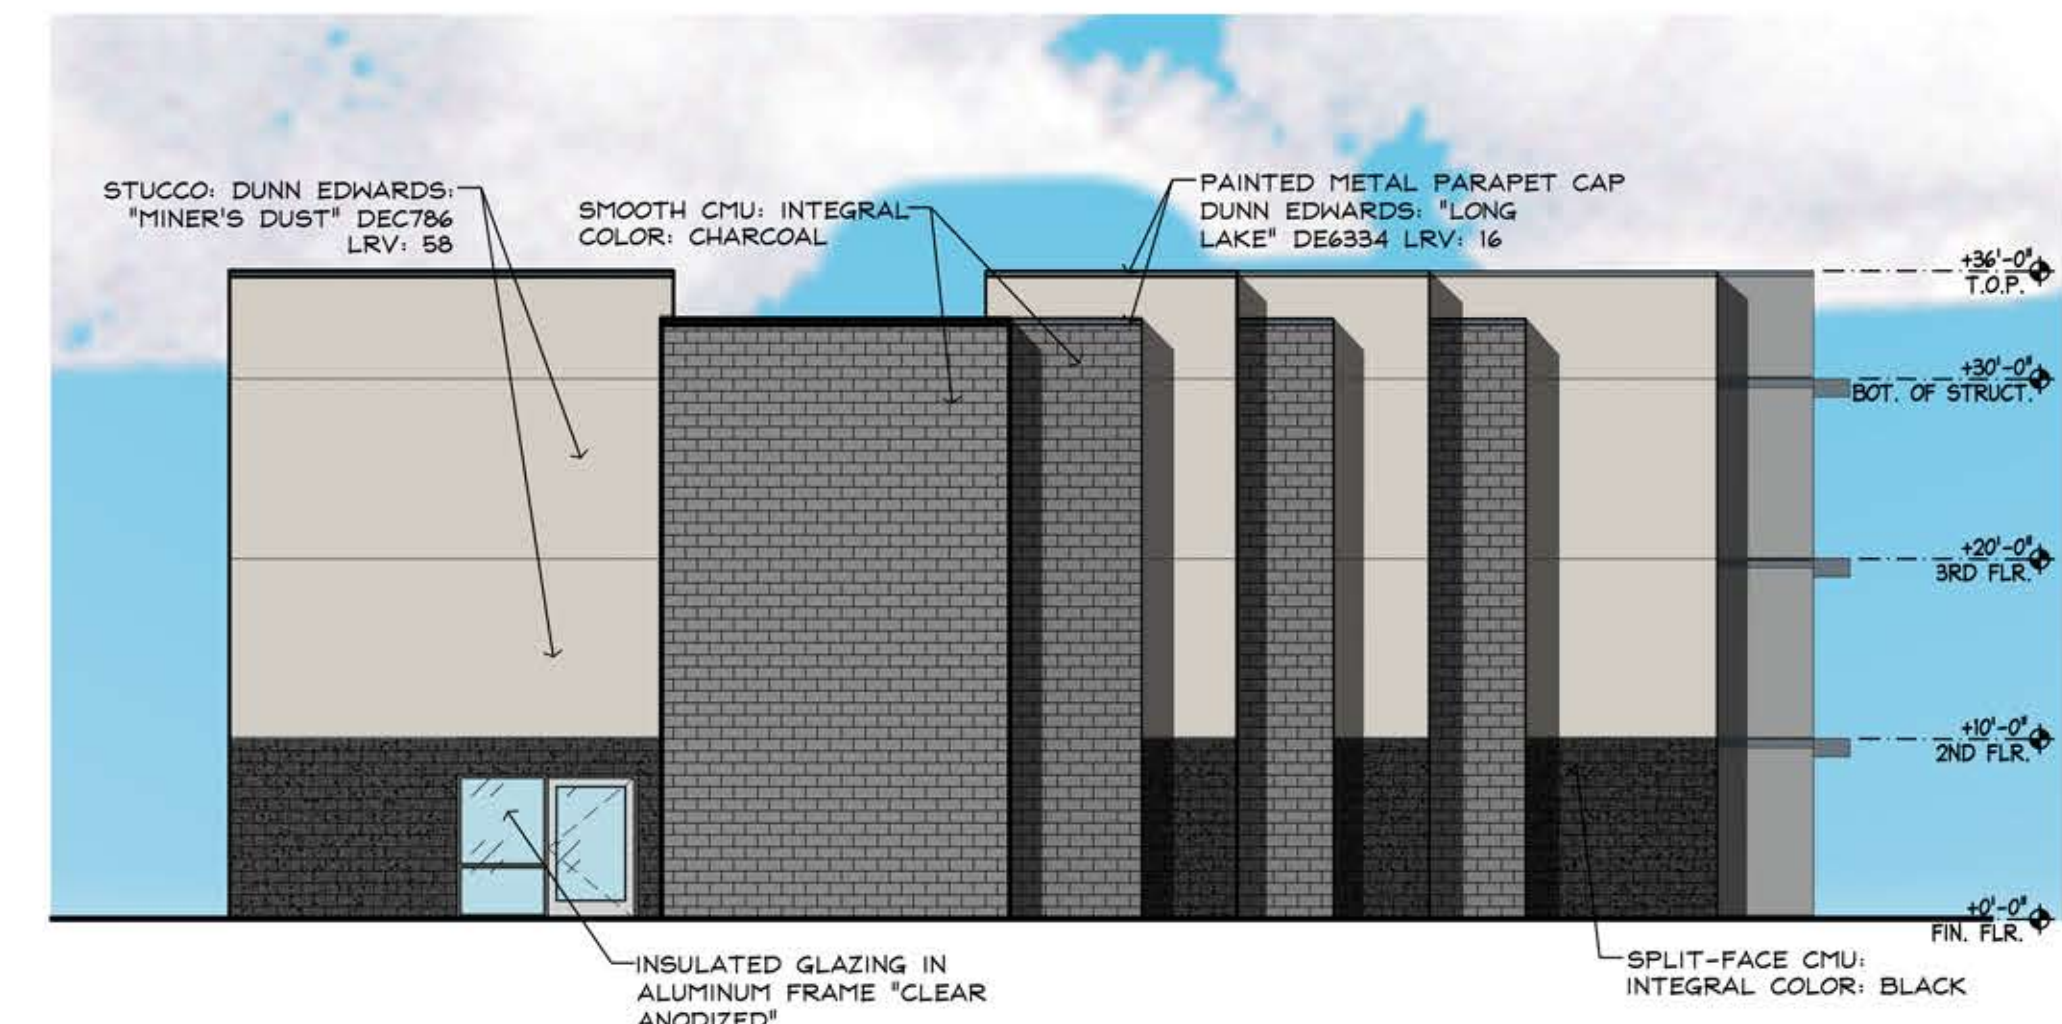 STUCCO: DUNN EDWARDS:
"MINER'S DUST" DEC786
LRV: 58
SMOOTH CMU: INTEGRAL
COLOR: CHARCOAL
PAINTED METAL PARAPET CAP
DUNN EDWARDS: "LONG
LAKE" DE6334 LRV: 16
+36'-0"
T.O.P.
+30'-0"
BOT. OF STRUCT.
+20'-0"
3RD FLR.
+10'-0"
2ND FLR.
+0'-0"
FIN. FLR.
INSULATED GLAZING IN
ALUMINUM FRAME "CLEAR
ANODIZED"
SPLIT-FACE CMU:
INTEGRAL COLOR: BLACK